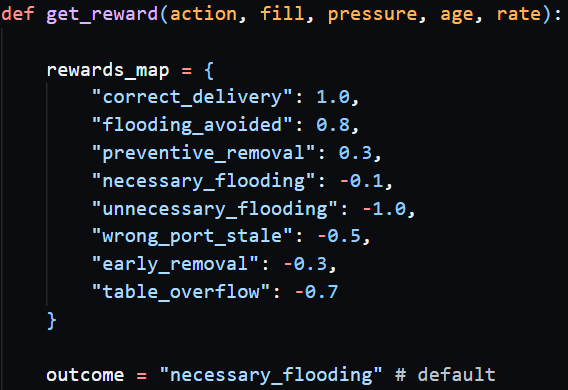 def get_reward(action, fill, pressure, age, rate):
    rewards_map = {
        "correct_delivery": 1.0,
        "flooding_avoided": 0.8,
        "preventive_removal": 0.3,
        "necessary_flooding": -0.1,
        "unnecessary_flooding": -1.0,
        "wrong_port_stale": -0.5,
        "early_removal": -0.3,
        "table_overflow": -0.7
    }
    outcome = "necessary_flooding" # default